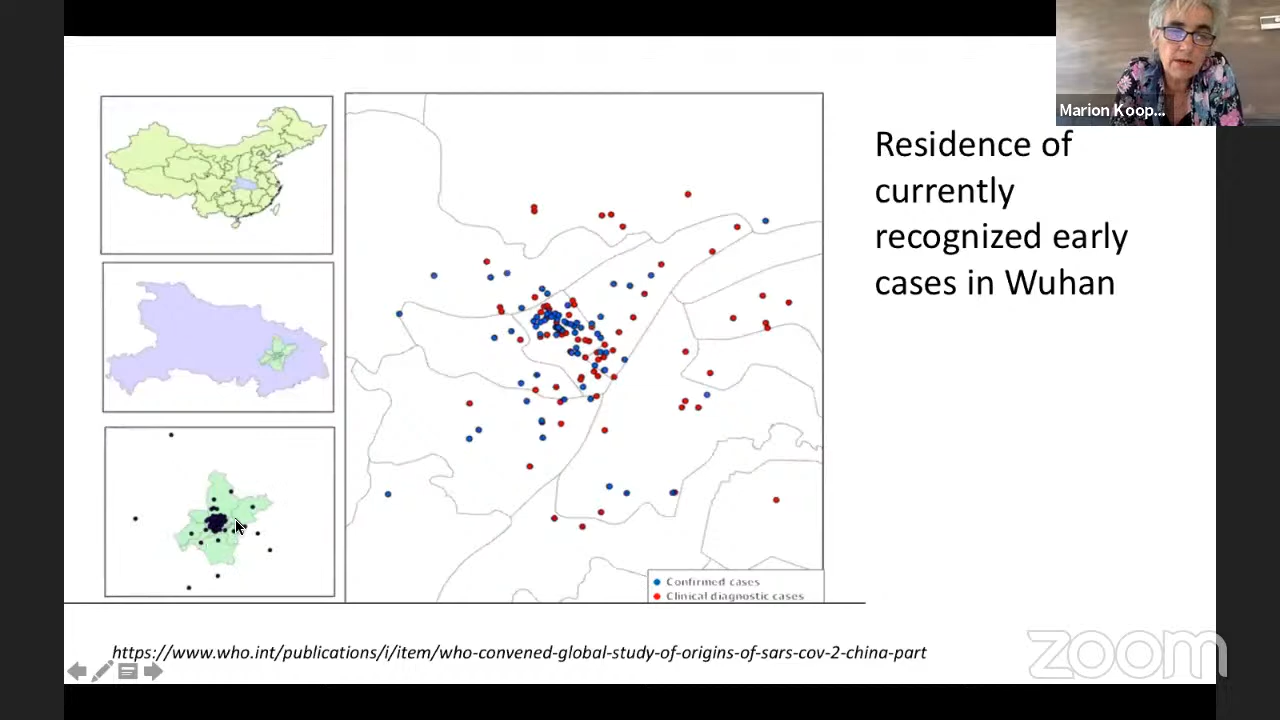 Marion Koop...
Residence of
currently
recognized early
cases in Wuhan
Confirmed cases
Clinical diagnostic cases
https://www.who.int/publications/i/item/who-convened-global-study-of-origins-of-sars-cov-2-china-part
zoom